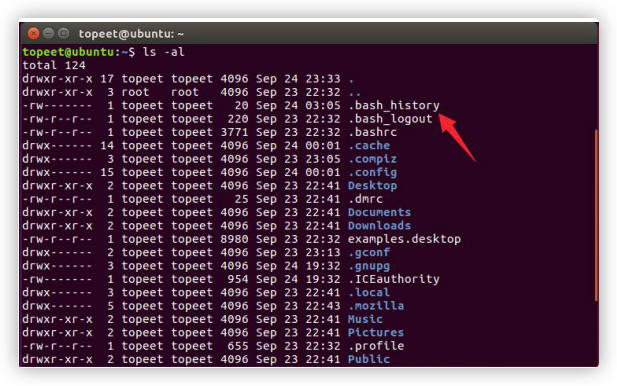 topeet@ubuntu: ~
topeet@ubuntu:~$ ls -al
total 124
drwxr-xr-x 17 topeet topeet 4096 Sep 24 23:33 .
drwxr-xr-x  3 root   root   4096 Sep 23 22:32 ..
-rw-------  1 topeet topeet   20 Sep 24 03:05 .bash_history
-rw-r--r--  1 topeet topeet  220 Sep 23 22:32 .bash_logout
-rw-r--r--  1 topeet topeet 3771 Sep 23 22:32 .bashrc
drwx------ 14 topeet topeet 4096 Sep 24 00:01 .cache
drwx------  3 topeet topeet 4096 Sep 23 23:05 .compiz
drwx------ 15 topeet topeet 4096 Sep 24 00:01 .config
drwxr-xr-x  2 topeet topeet 4096 Sep 23 22:41 Desktop
-rw-r--r--  1 topeet topeet   25 Sep 23 22:41 .dmrc
drwxr-xr-x  2 topeet topeet 4096 Sep 23 22:41 Documents
drwxr-xr-x  2 topeet topeet 4096 Sep 23 22:41 Downloads
-rw-r--r--  1 topeet topeet 8980 Sep 23 22:32 examples.desktop
drwx------  2 topeet topeet 4096 Sep 23 23:13 .gconf
drwx------  3 topeet topeet 4096 Sep 24 19:32 .gnupg
-rw-------  1 topeet topeet  954 Sep 24 19:32 .ICEauthority
drwx------  3 topeet topeet 4096 Sep 23 22:41 .local
drwx------  5 topeet topeet 4096 Sep 23 22:43 .mozilla
drwxr-xr-x  2 topeet topeet 4096 Sep 23 22:41 Music
drwxr-xr-x  2 topeet topeet 4096 Sep 23 22:41 Pictures
-rw-r--r--  1 topeet topeet  655 Sep 23 22:32 .profile
drwxr-xr-x  2 topeet topeet 4096 Sep 23 22:41 Public